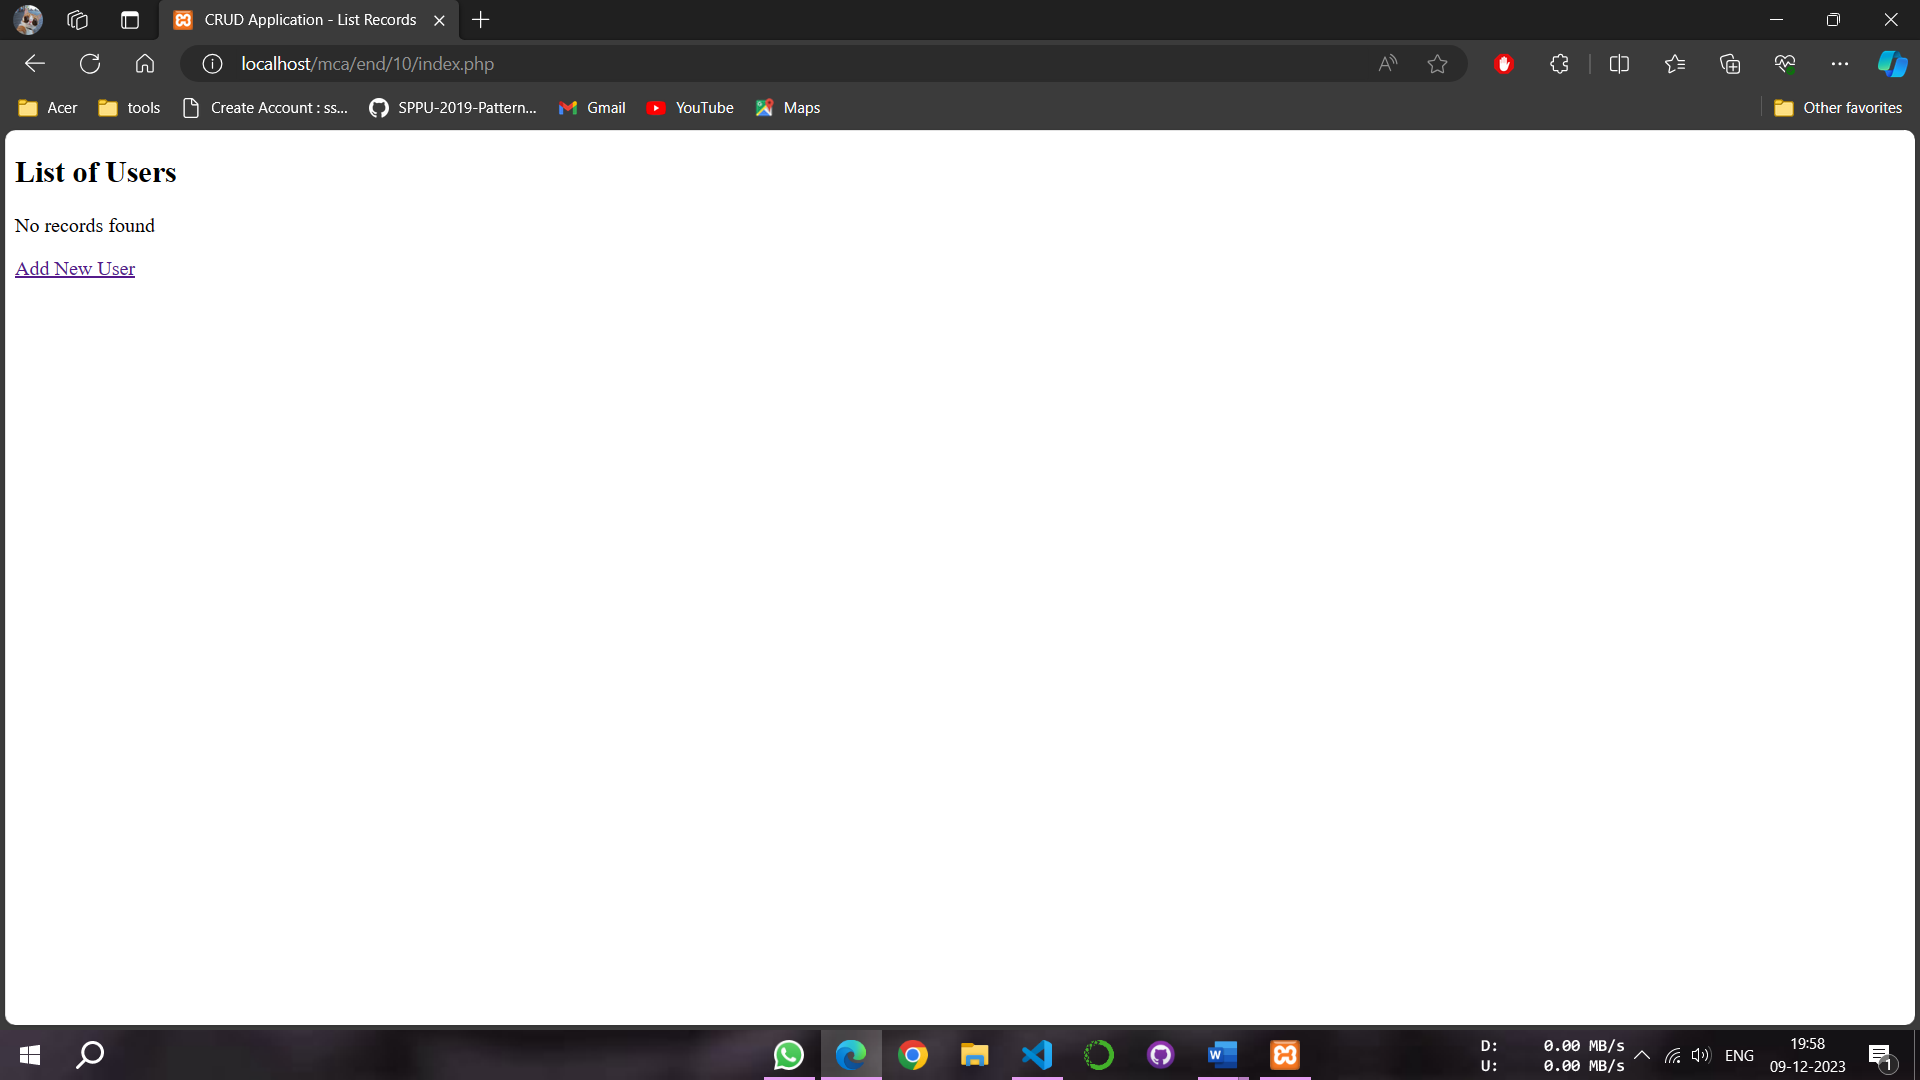 CRUD Application - List Records
localhost/mca/end/10/index.php
Acer tools Create Account : ss... SPPU-2019-Pattern... Gmail YouTube Maps Other favorites
List of Users
No records found
Add New User
D: 0.00 MB/s
U: 0.00 MB/s
ENG
19:58
09-12-2023
1